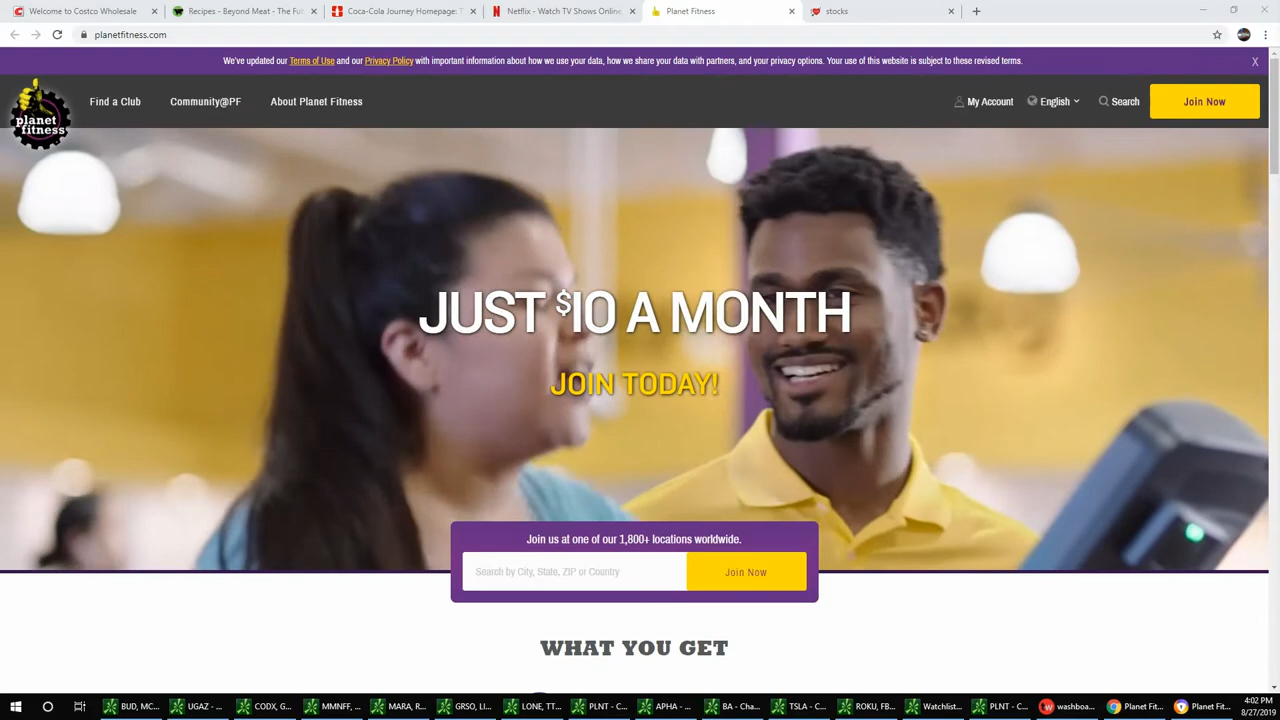 Welcome to Costco Wholesale
Recipes - Beyond Meat - The Fut
Coca-Cola Journey Homepage: T
Netflix - Watch TV Shows Online,
Planet Fitness
stocks
planetfitness.com
We've updated our Terms of Use and our Privacy Policy with important information about how we use your data, how we share your data with partners, and your privacy options. Your use of this website is subject to these revised terms.
X
planet fitness
Find a Club
Community@PF
About Planet Fitness
My Account
English
Search
Join Now
JUST $10 A MONTH
JOIN TODAY!
Join us at one of our 1,800+ locations worldwide.
Search by City, State, ZIP or Country
Join Now
WHAT YOU GET
BUD, MC...
UGAZ - ...
CODX, G...
MMNFF, ...
MARA, R...
GRSO, LI...
LONE, TT...
PLNT - C...
APHA - ...
BA - Cha...
TSLA - C...
ROKU, FB...
Watchlist...
PLNT - C...
washboa...
Planet Fit...
Planet Fit...
4:02 PM
8/27/2019